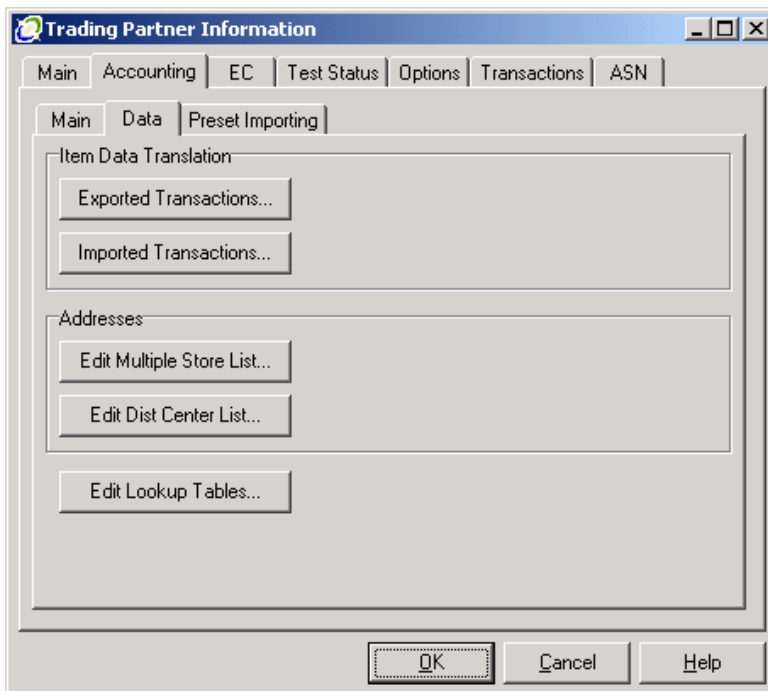 Trading Partner Information
Main Accounting EC Test Status Options Transactions ASN
Main Data Preset Importing
Item Data Translation
Exported Transactions...
Imported Transactions...
Addresses
Edit Multiple Store List...
Edit Dist Center List...
Edit Lookup Tables...
OK Cancel Help